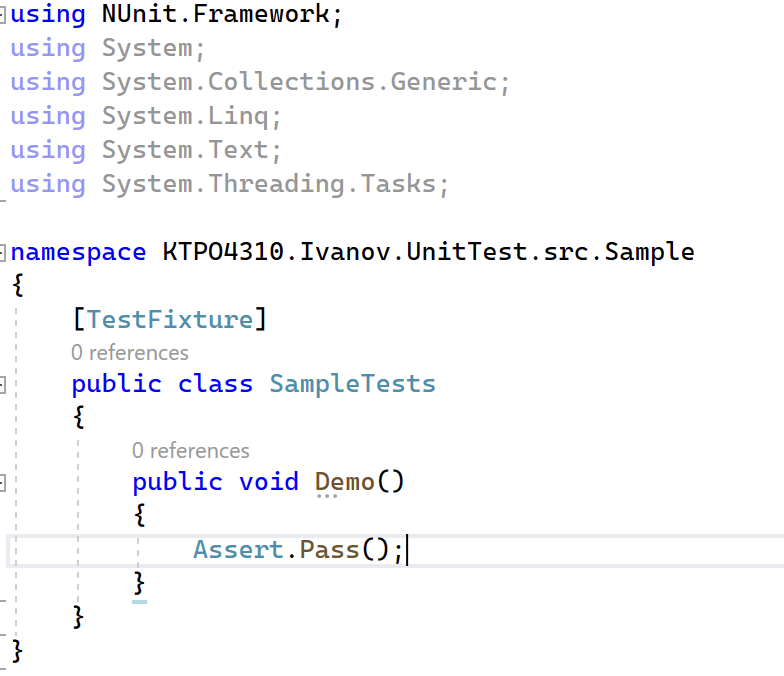 using NUnit.Framework;
using System;
using System.Collections.Generic;
using System.Linq;
using System.Text;
using System.Threading.Tasks;
namespace KTPO4310.Ivanov.UnitTest.src.Sample
{
[TestFixture]
0 references
public class SampleTests
{
0 references
public void Demo()
{
Assert.Pass();
}
}
}